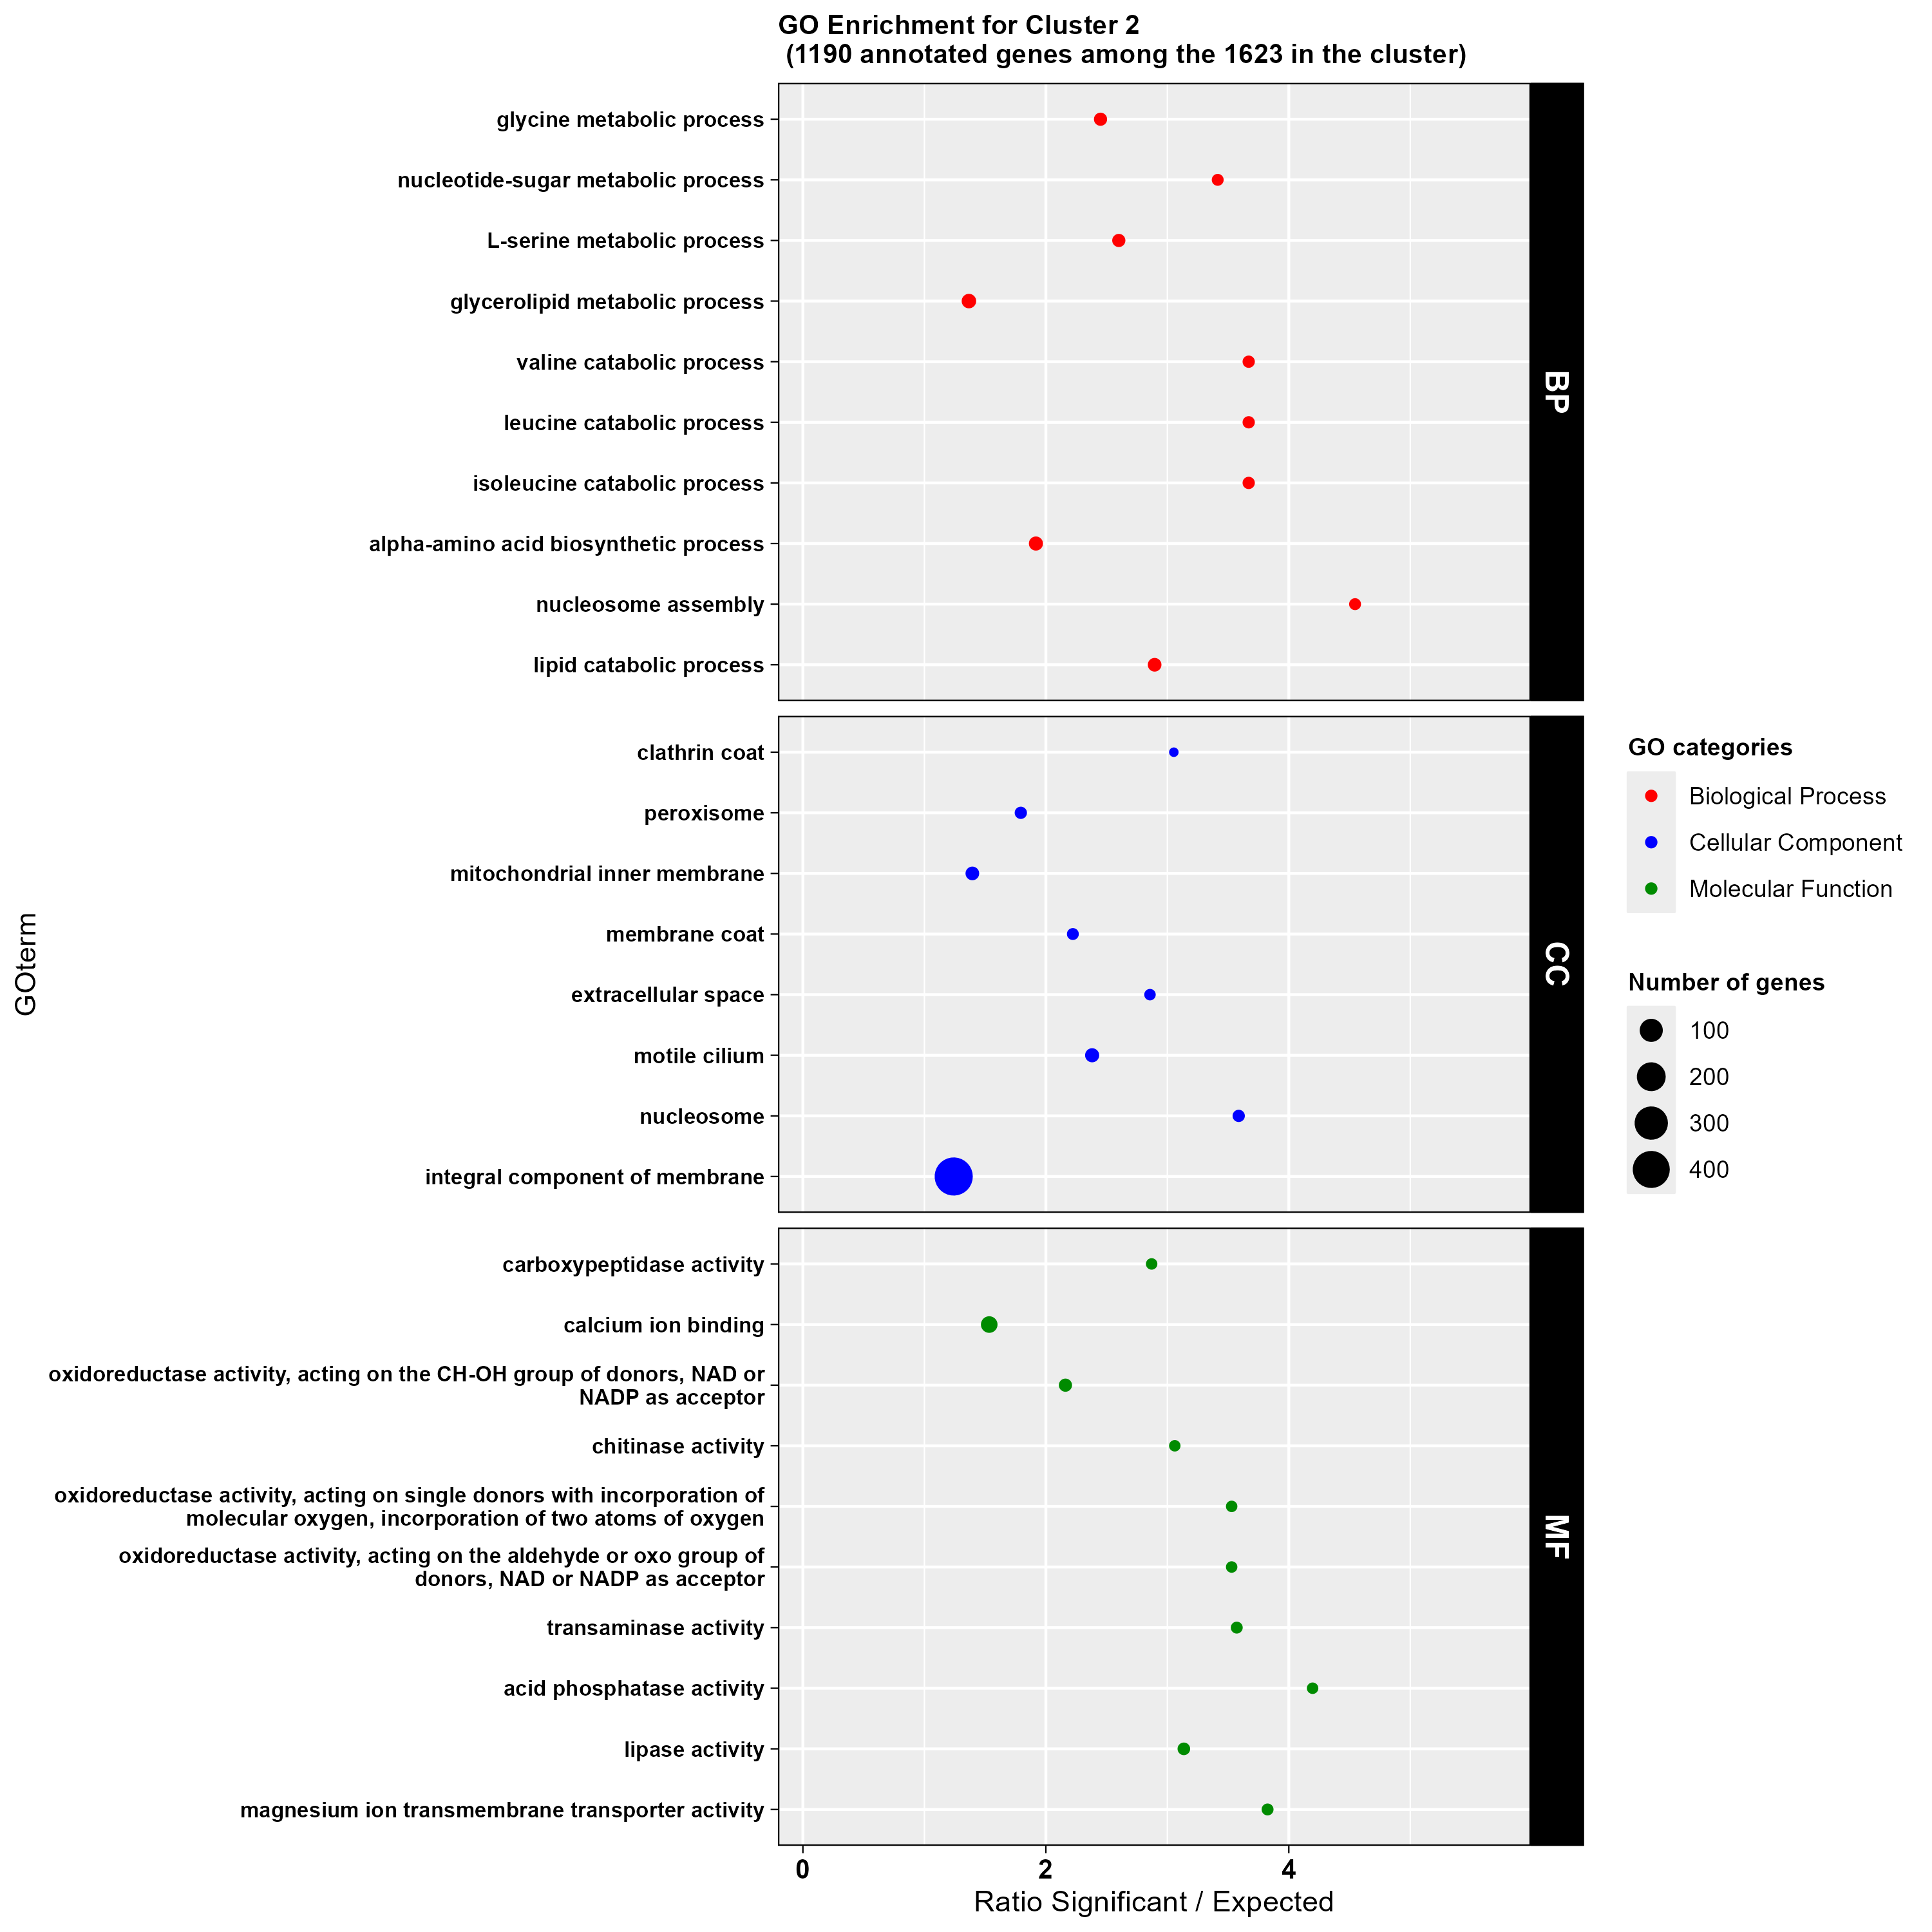 GO Enrichment for Cluster 2
(1190 annotated genes among the 1623 in the cluster)
glycine metabolic process
nucleotide-sugar metabolic process
L-serine metabolic process
glycerolipid metabolic process
valine catabolic process
leucine catabolic process
isoleucine catabolic process
alpha-amino acid biosynthetic process
nucleosome assembly
lipid catabolic process
BP
clathrin coat
peroxisome
mitochondrial inner membrane
membrane coat
extracellular space
motile cilium
nucleosome
integral component of membrane
CC
carboxypeptidase activity
calcium ion binding
oxidoreductase activity, acting on the CH-OH group of donors, NAD or
NADP as acceptor
chitinase activity
oxidoreductase activity, acting on single donors with incorporation of
molecular oxygen, incorporation of two atoms of oxygen
oxidoreductase activity, acting on the aldehyde or oxo group of
donors, NAD or NADP as acceptor
transaminase activity
acid phosphatase activity
lipase activity
magnesium ion transmembrane transporter activity
MF
GOterm
0 2 4
Ratio Significant / Expected
GO categories
Biological Process
Cellular Component
Molecular Function
Number of genes
100
200
300
400